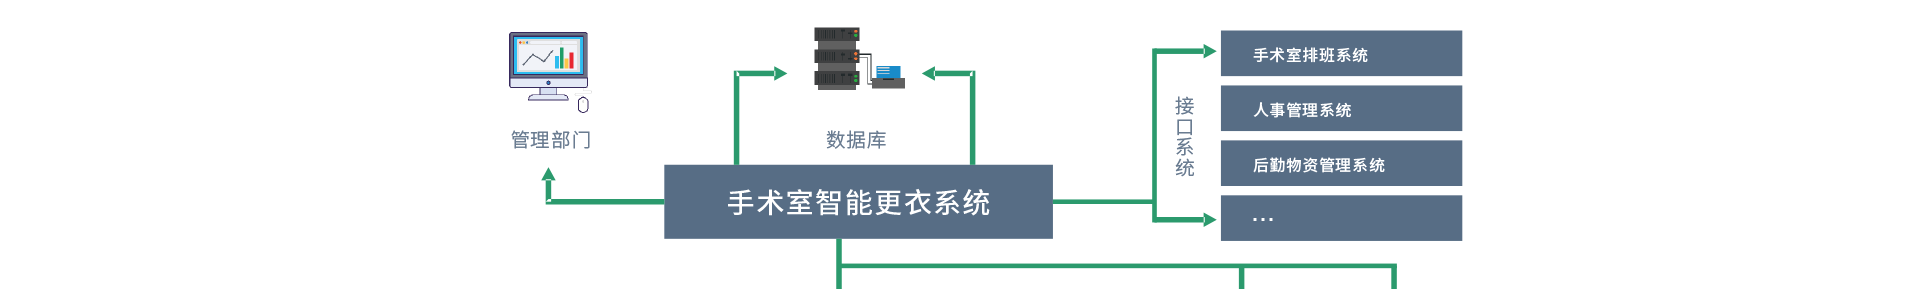 手术室排班系统
人事管理系统
接口系统
管理部门
数据库
后勤物资管理系统
手术室智能更衣系统
...